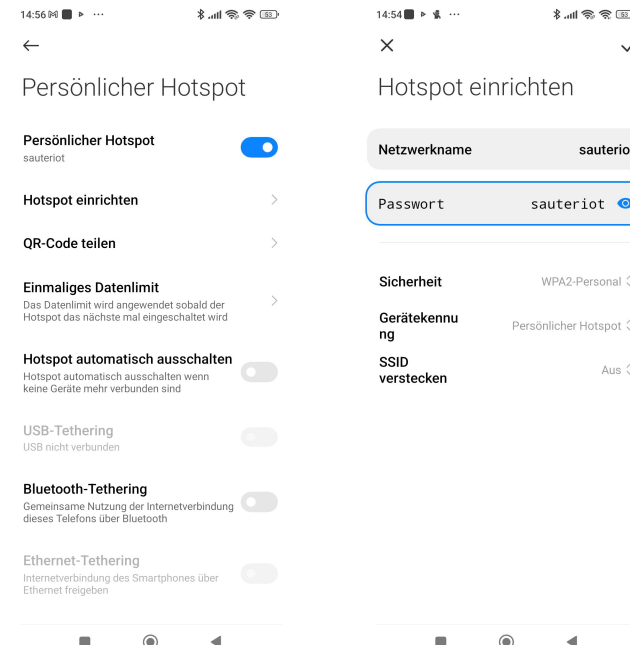 14:56
53
Persönlicher Hotspot
Persönlicher Hotspot
sauteriot
Hotspot einrichten
QR-Code teilen
Einmaliges Datenlimit
Das Datenlimit wird angewendet sobald der
Hotspot das nächste mal eingeschaltet wird
Hotspot automatisch ausschalten
Hotspot automatisch ausschalten wenn
keine Geräte mehr verbunden sind
USB-Tethering
USB nicht verbunden
Bluetooth-Tethering
Gemeinsame Nutzung der Internetverbindung
dieses Telefons über Bluetooth
Ethernet-Tethering
Internetverbindung des Smartphones über
Ethernet freigeben
14:54
53
Hotspot einrichten
Netzwerkname sauterio
Passwort sauteriot
Sicherheit WPA2-Personal
Gerätekennu
ng
Persönlicher Hotspot
SSID
verstecken
Aus